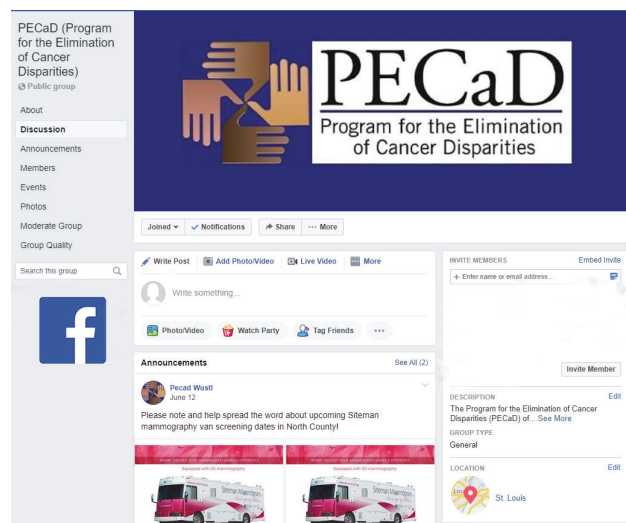 PECaD (Program
for the Elimination
of Cancer
Disparities)
Public group
About
Discussion
Announcements
Members
Events
Photos
Moderate Group
Group Quality
Search this group
PECaD
Program for the Elimination
of Cancer Disparities
Joined
Notifications
Share
More
Write Post
Add Photo/Video
Live Video
More
Write something...
Photo/Video
Watch Party
Tag Friends
Announcements
See All (2)
Pecad Wustl
June 12
Please note and help spread the word about upcoming Siteman
mammography van screening dates in North County!
Equipped with 3D mammography
Siteman Mammogram
Equipped with 3D mammography
Siteman Mammogram
INVITE MEMBERS
Embed Invite
+ Enter name or email address...
Invite Member
DESCRIPTION
Edit
The Program for the Elimination of Cancer
Disparities (PECaD) of... See More
GROUP TYPE
General
LOCATION
Edit
St. Louis